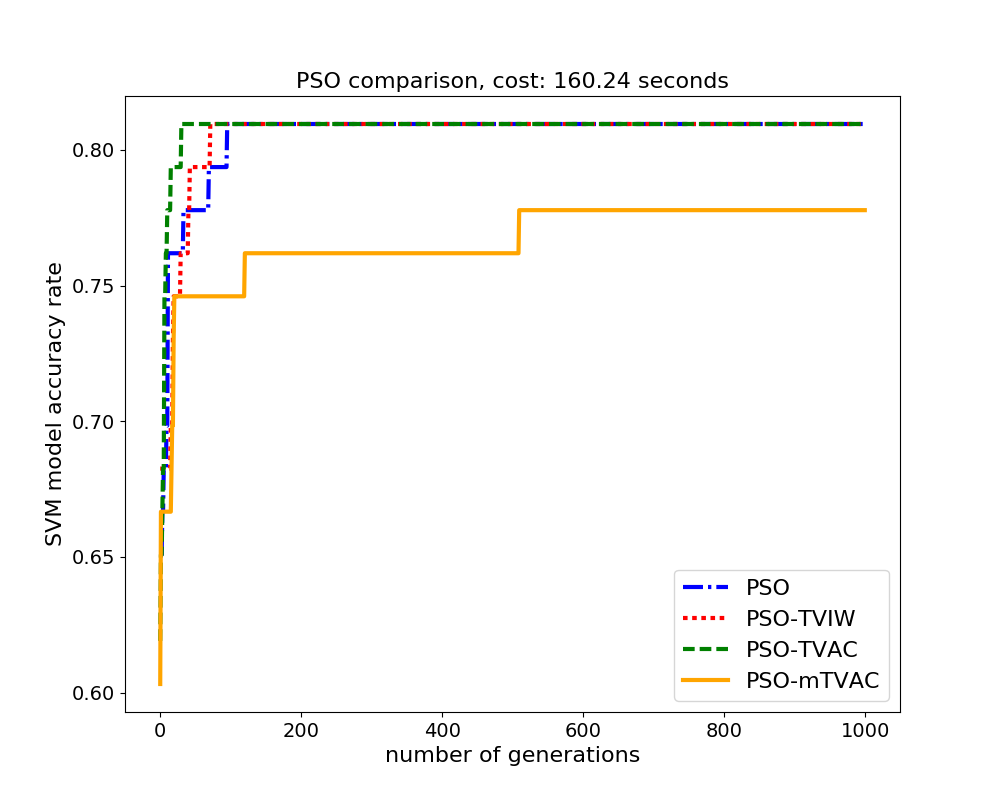 PSO comparison, cost: 160.24 seconds
SVM model accuracy rate
0.80
0.75
0.70
0.65
0.60
0 200 400 600 800 1000
number of generations
PSO
PSO-TVIW
PSO-TVAC
PSO-mTVAC